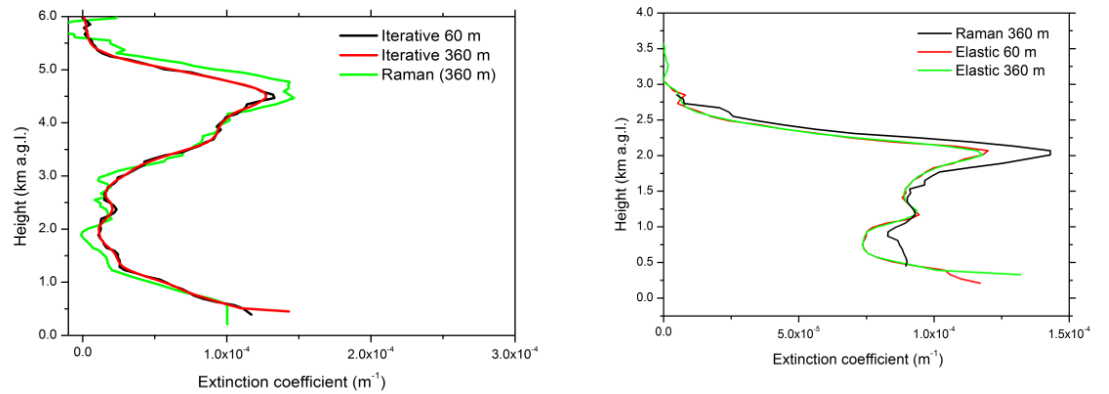 Iterative 60 m
Iterative 360 m
Raman (360 m)
6.0
5.0
4.0
3.0
2.0
1.0
0.0
Height (km a.g.l.)
0.0
1.0x10⁻⁴
2.0x10⁻⁴
3.0x10⁻⁴
Extinction coefficient (m⁻¹)
Raman 360 m
Elastic 60 m
Elastic 360 m
4.0
3.5
3.0
2.5
2.0
1.5
1.0
0.5
0.0
Height (km a.g.l.)
0.0
5.0x10⁻⁵
1.0x10⁻⁴
1.5x10⁻⁴
Extinction coefficient (m⁻¹)